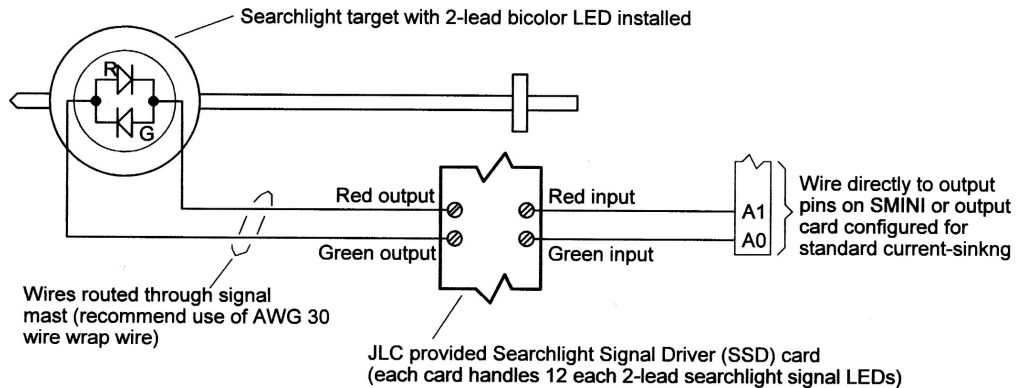 Searchlight target with 2-lead bicolor LED installed
R
G
Red output
Red input
Green output
Green input
A1
A0
Wire directly to output
pins on SMINI or output
card configured for
standard current-sinkng
Wires routed through signal
mast (recommend use of AWG 30
wire wrap wire)
JLC provided Searchlight Signal Driver (SSD) card
(each card handles 12 each 2-lead searchlight signal LEDs)